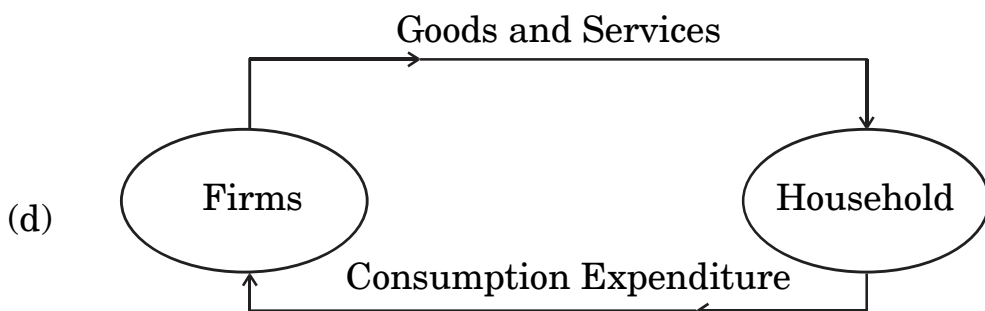 Goods and Services
Firms
Household
(d)
Consumption Expenditure